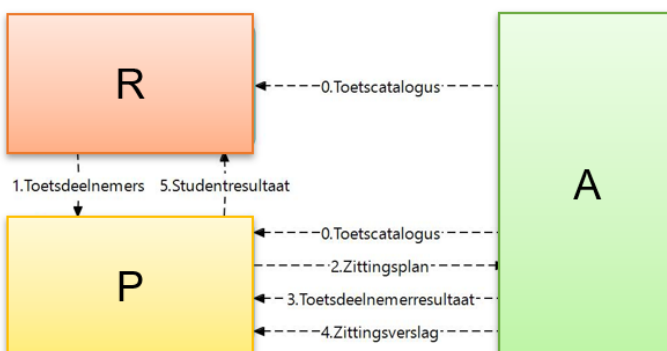 R
0.Toetscatalogus
A
1.Toetsdeelnemers
5.Studentresultaat
P
0.Toetscatalogus
2.Zittingsplan
3.Toetsdeelnemerresultaat
4.Zittingsverslag